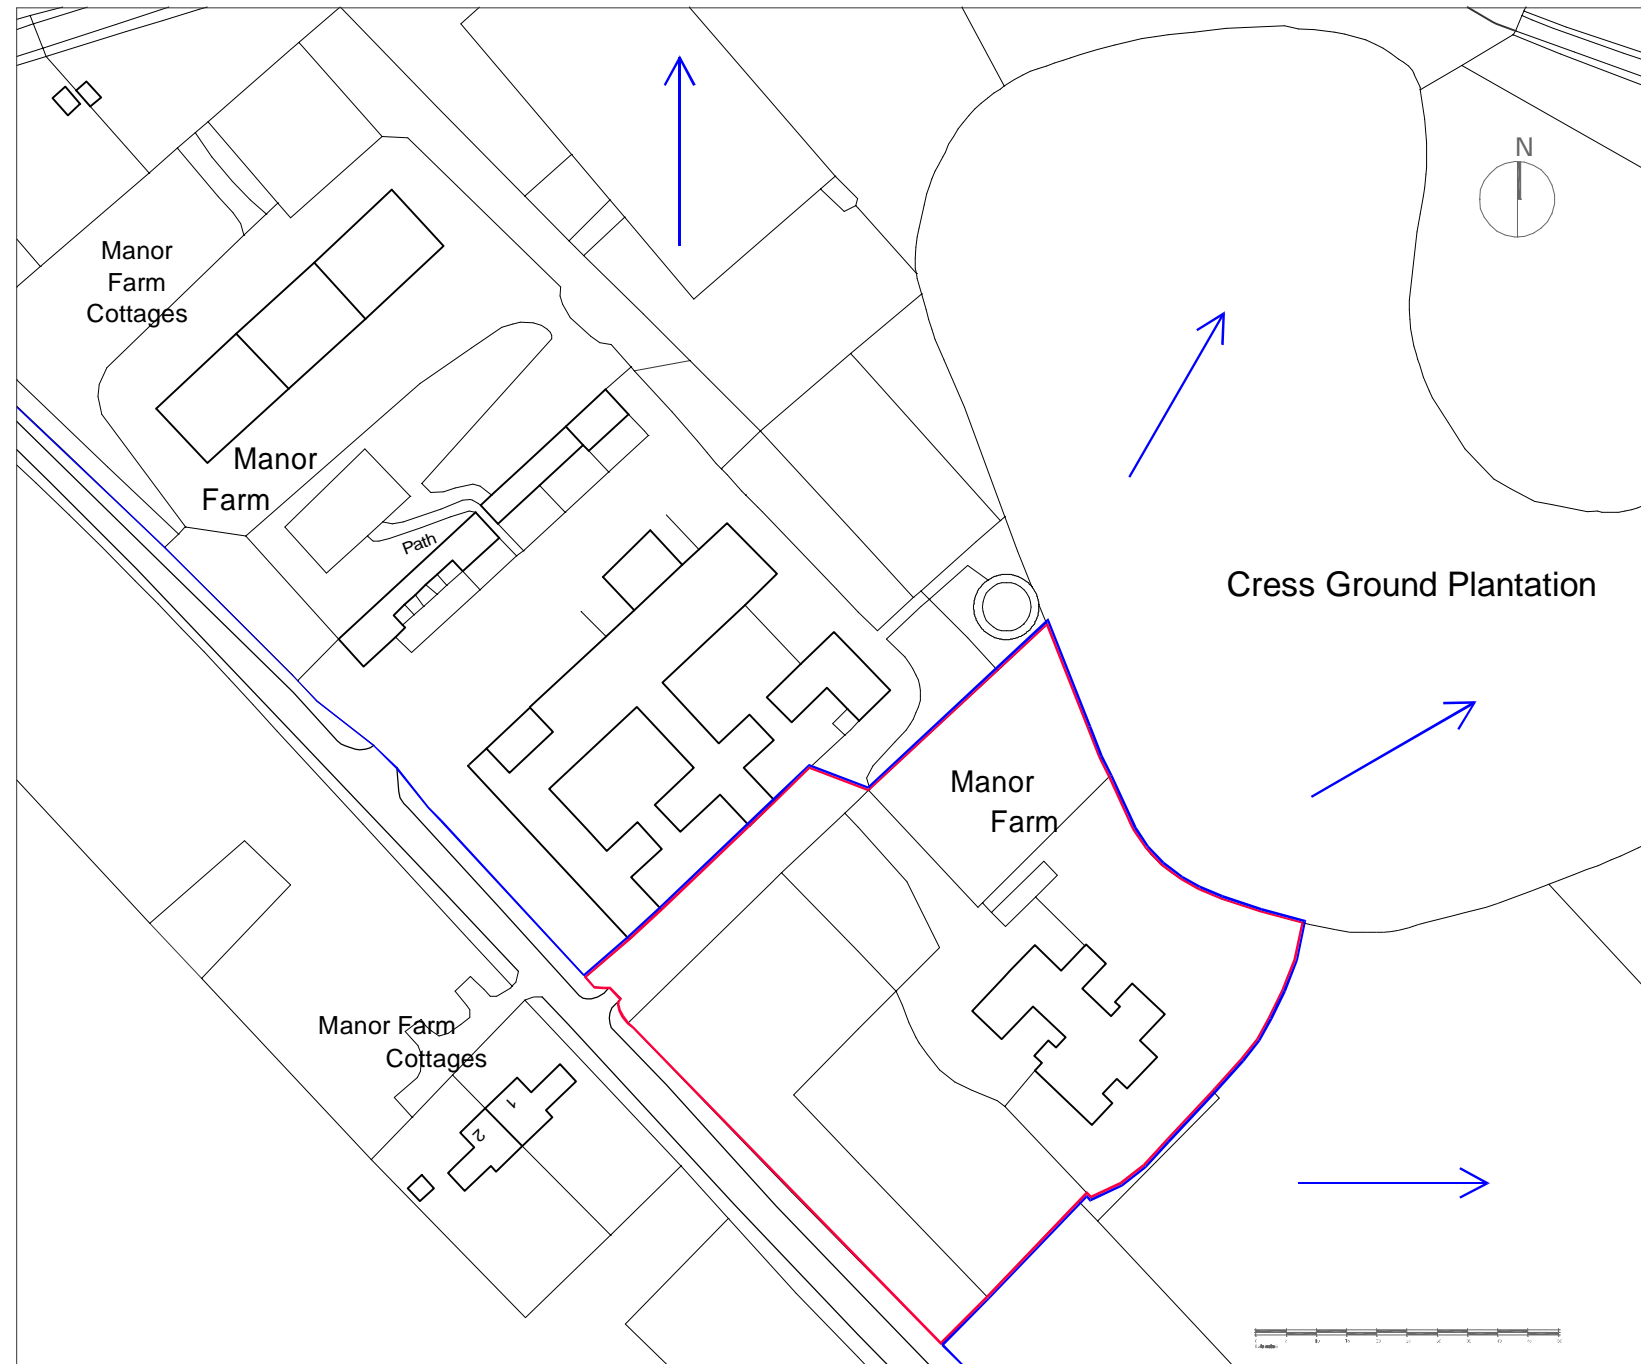 N
Manor
Farm
Cottages
Manor
Farm
Path
Cress Ground Plantation
Manor
Farm
Manor Farm
Cottages
1
2